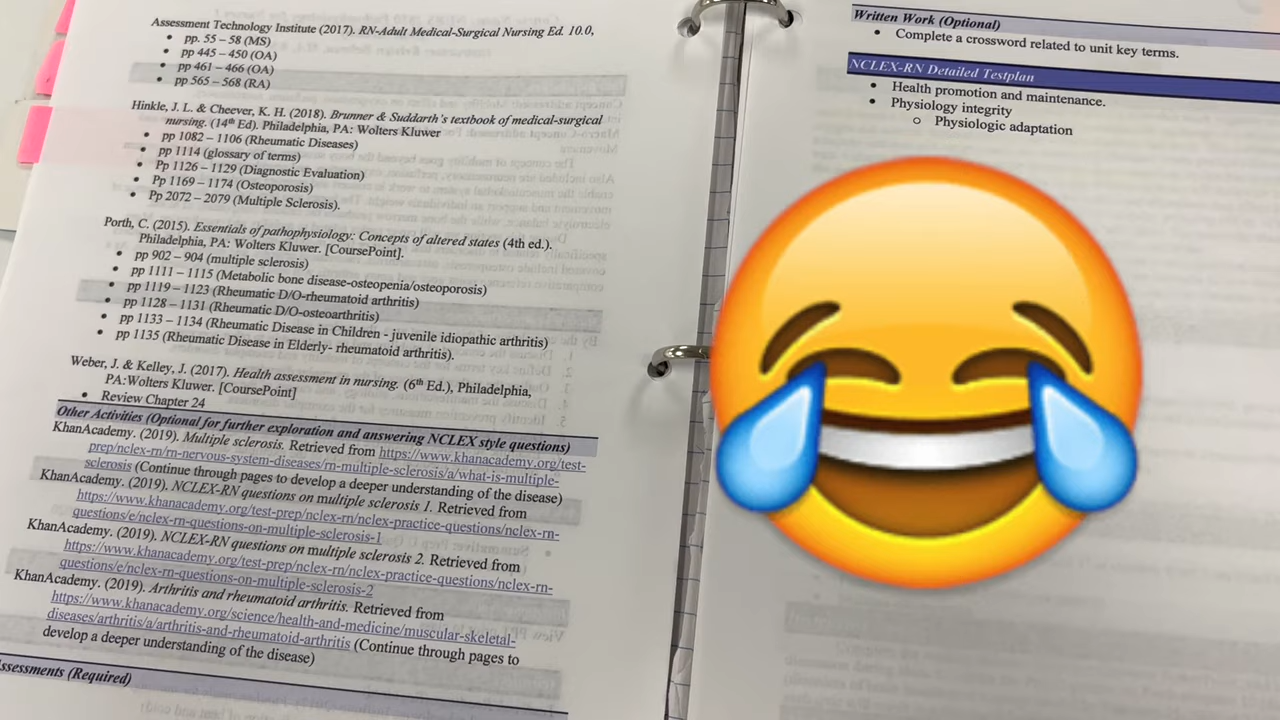 Assessment Technology Institute (2017). RN-Adult Medical-Surgical Nursing Ed. 10.0,
• pp. 55 – 58 (MS)
• pp 445 – 450 (OA)
• pp 461 – 466 (OA)
• pp 565 – 568 (RA)
Hinkle, J. L. & Cheever, K. H. (2018). Brunner & Suddarth's textbook of medical-surgical
nursing. (14th Ed). Philadelphia, PA: Wolters Kluwer
• pp 1082 – 1106 (Rheumatic Diseases)
• pp 1114 (glossary of terms)
• Pp 1126 – 1129 (Diagnostic Evaluation)
• Pp 1169 – 1174 (Osteoporosis)
• Pp 2072 – 2079 (Multiple Sclerosis).
Porth, C. (2015). Essentials of pathophysiology: Concepts of altered states (4th ed.).
Philadelphia, PA: Wolters Kluwer. [CoursePoint].
• pp 902 – 904 (multiple sclerosis)
• pp 1111 – 1115 (Metabolic bone disease-osteopenia/osteoporosis)
• pp 1119 – 1123 (Rheumatic D/O-rheumatoid arthritis)
• pp 1128 – 1131 (Rheumatic D/O-osteoarthritis)
• pp 1133 – 1134 (Rheumatic Disease in Children - juvenile idiopathic arthritis)
• pp 1135 (Rheumatic Disease in Elderly- rheumatoid arthritis).
Weber, J. & Kelley, J. (2017). Health assessment in nursing. (6th Ed.), Philadelphia,
PA:Wolters Kluwer. [CoursePoint]
• Review Chapter 24
Other Activities (Optional for further exploration and answering NCLEX style questions)
KhanAcademy. (2019). Multiple sclerosis. Retrieved from https://www.khanacademy.org/test-
prep/nclex-rn/rn-nervous-system-diseases/rn-multiple-sclerosis/a/what-is-multiple-
sclerosis (Continue through pages to develop a deeper understanding of the disease)
KhanAcademy. (2019). NCLEX-RN questions on multiple sclerosis 1. Retrieved from
https://www.khanacademy.org/test-prep/nclex-rn/nclex-practice-questions/nclex-rn-
questions/e/nclex-rn-questions-on-multiple-sclerosis-1
KhanAcademy. (2019). NCLEX-RN questions on multiple sclerosis 2. Retrieved from
https://www.khanacademy.org/test-prep/nclex-rn/nclex-practice-questions/nclex-rn-
questions/e/nclex-rn-questions-on-multiple-sclerosis-2
KhanAcademy. (2019). Arthritis and rheumatoid arthritis. Retrieved from
https://www.khanacademy.org/science/health-and-medicine/muscular-skeletal-
diseases/arthritis/a/arthritis-and-rheumatoid-arthritis (Continue through pages to
develop a deeper understanding of the disease)
ssessments (Required)
Written Work (Optional)
• Complete a crossword related to unit key terms.
NCLEX-RN Detailed Testplan
• Health promotion and maintenance.
• Physiology integrity
o Physiologic adaptation